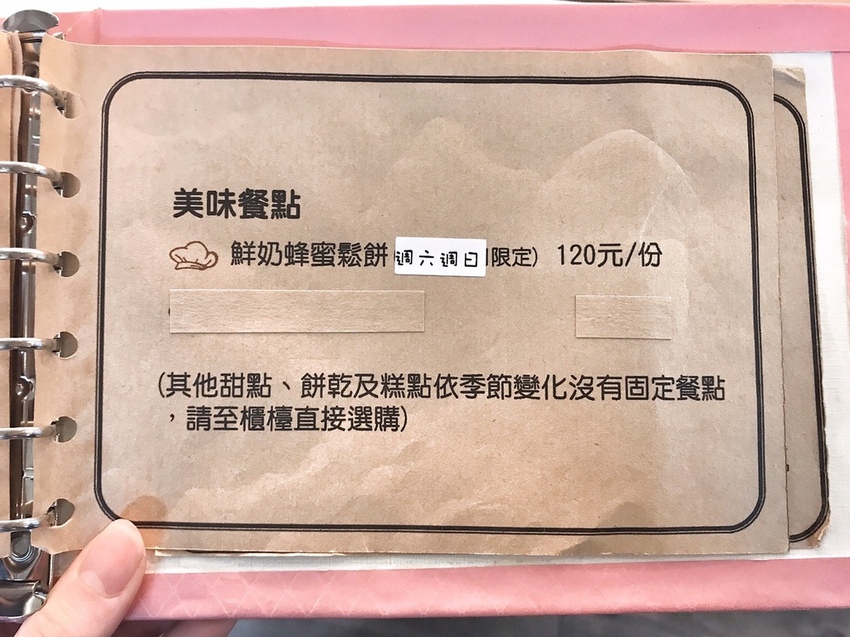 美味餐點
鮮奶蜂蜜鬆餅(週六週日限定) 120元/份
(其他甜點、餅乾及糕點依季節變化沒有固定餐點
，請至櫃檯直接選購)